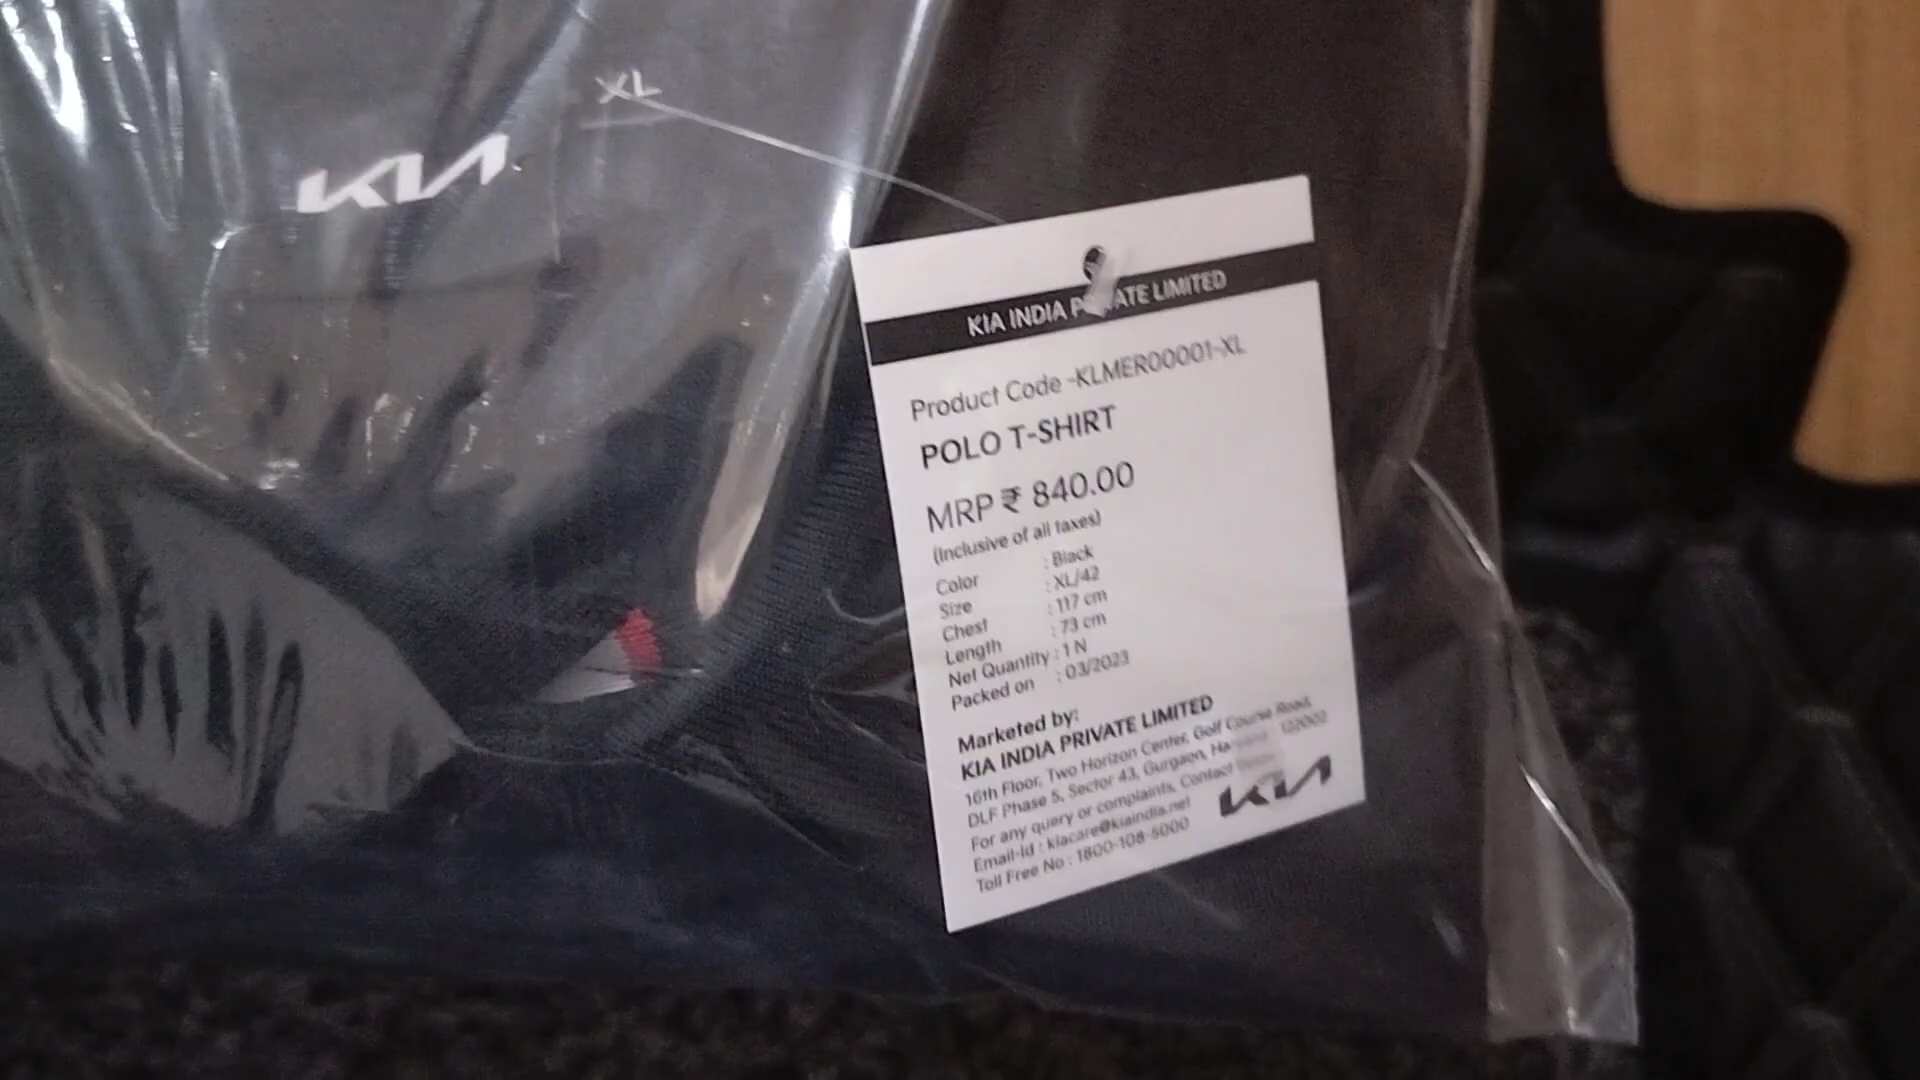 XL
KIA
KIA INDIA PRIVATE LIMITED
Product Code -KLMER00001-XL
POLO T-SHIRT
MRP ₹ 840.00
(Inclusive of all taxes)
Color : Black
Size : XL/42
Chest : 117 cm
Length : 73 cm
Net Quantity : 1 N
Packed on : 03/2023
Marketed by:
KIA INDIA PRIVATE LIMITED
16th Floor, Two Horizon Center, Golf Course Road,
DLF Phase 5, Sector 43, Gurgaon, 122002
For any query or complaints, Contact
Email-Id : kiacare@kiaindia.net
Toll Free No : 1800-108-5000
KIA